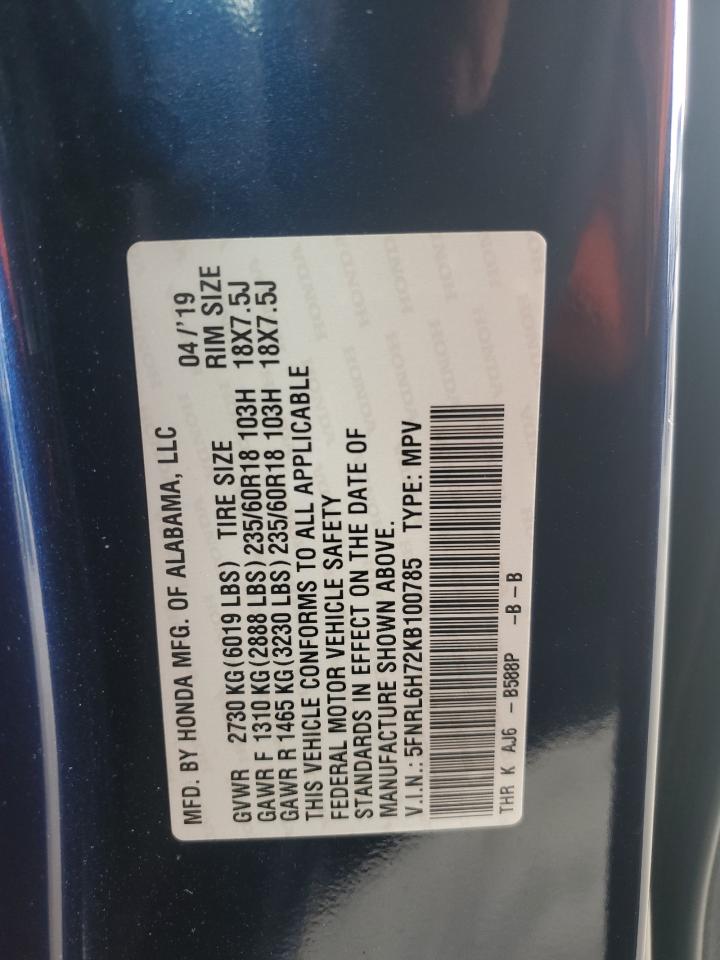 MFD. BY HONDA MFG. OF ALABAMA, LLC 04/'19
GVWR 2730 KG(6019 LBS) TIRE SIZE RIM SIZE
GAWR F 1310 KG(2888 LBS)235/60R18 103H 18X7.5J
GAWR R 1465 KG(3230 LBS)235/60R18 103H 18X7.5J
THIS VEHICLE CONFORMS TO ALL APPLICABLE
FEDERAL MOTOR VEHICLE SAFETY
STANDARDS IN EFFECT ON THE DATE OF
MANUFACTURE SHOWN ABOVE.
V.I.N.: 5FNRL6H72KB100785 TYPE: MPV
THR K AJ6 - B588P -B-B